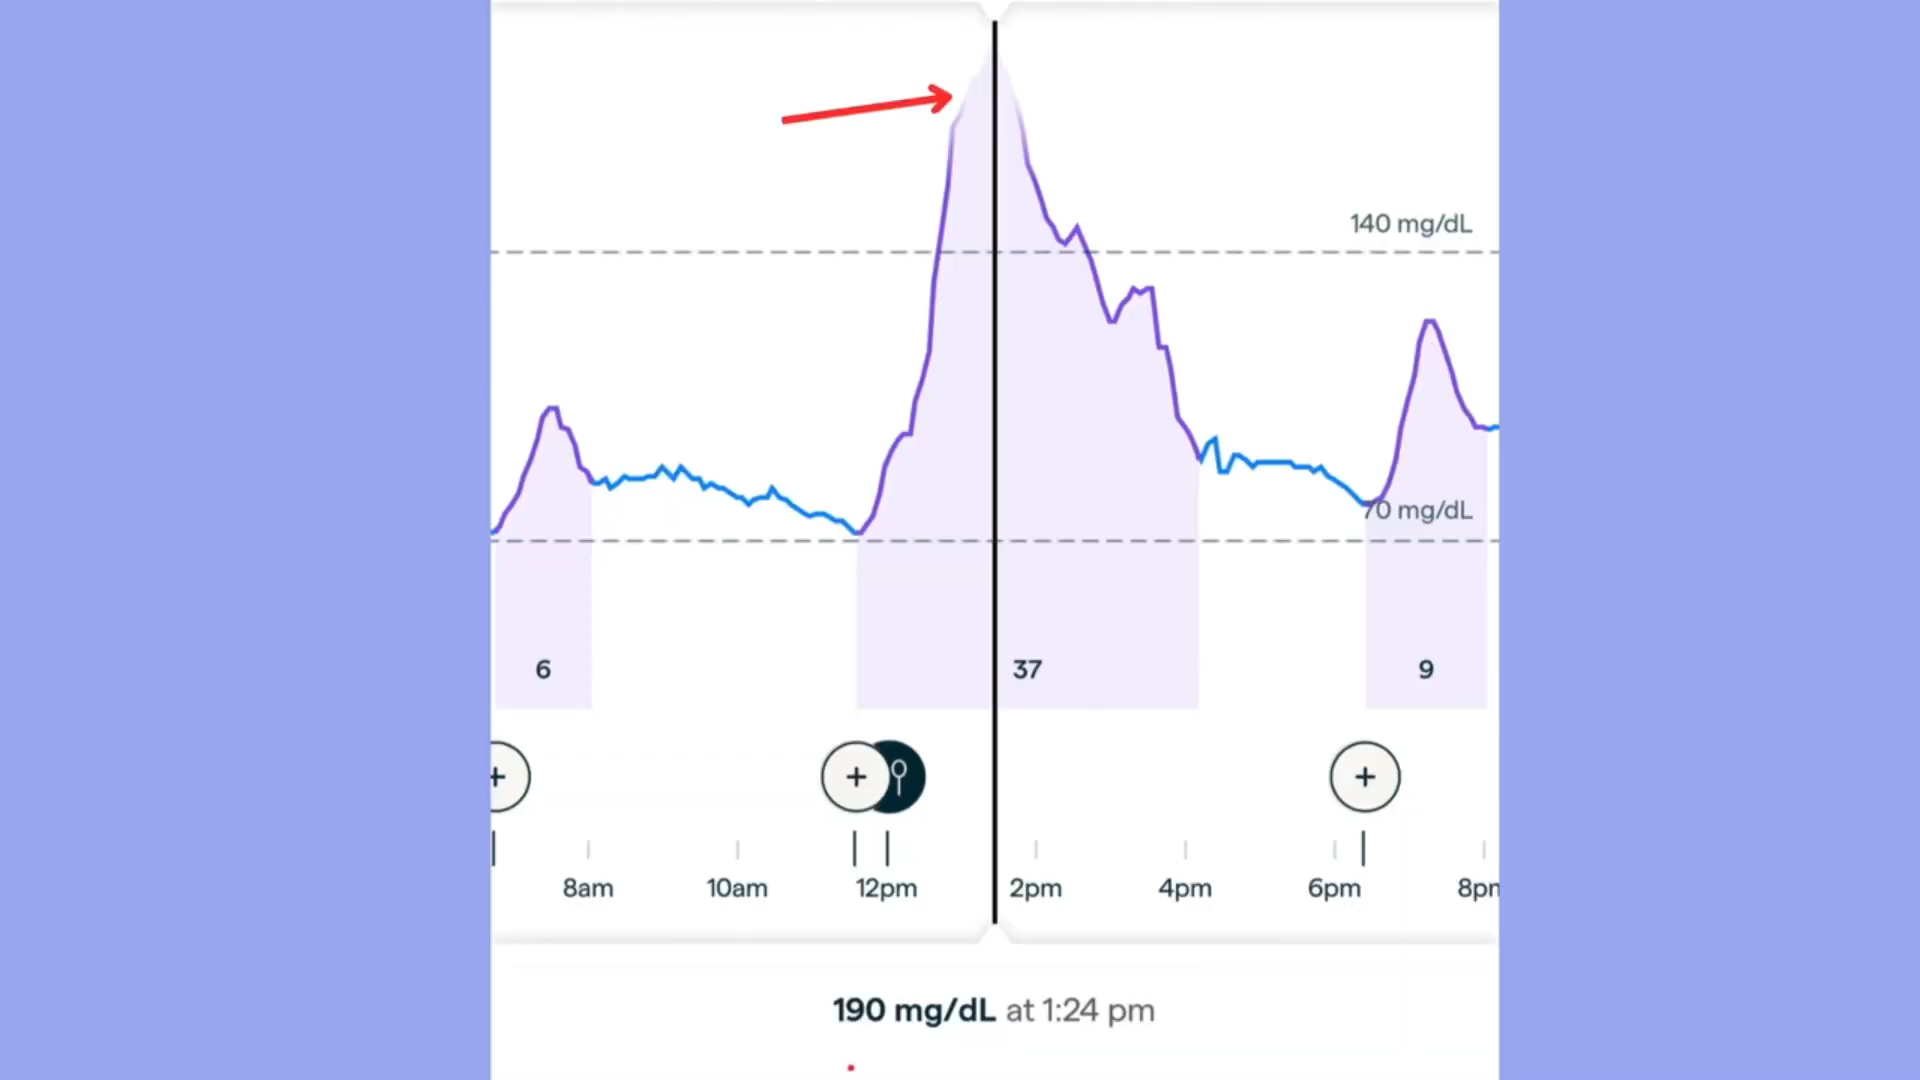 140 mg/dL
70 mg/dL
6
37
9
+
+
+
8am
10am
12pm
2pm
4pm
6pm
8pm
190 mg/dL at 1:24 pm